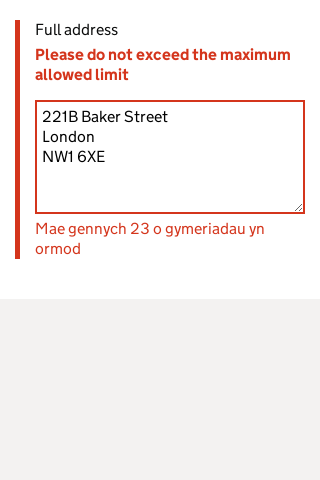 Full address
Please do not exceed the maximum
allowed limit
221B Baker Street
London
NW1 6XE
Mae gennych 23 o gymeriadau yn
ormod